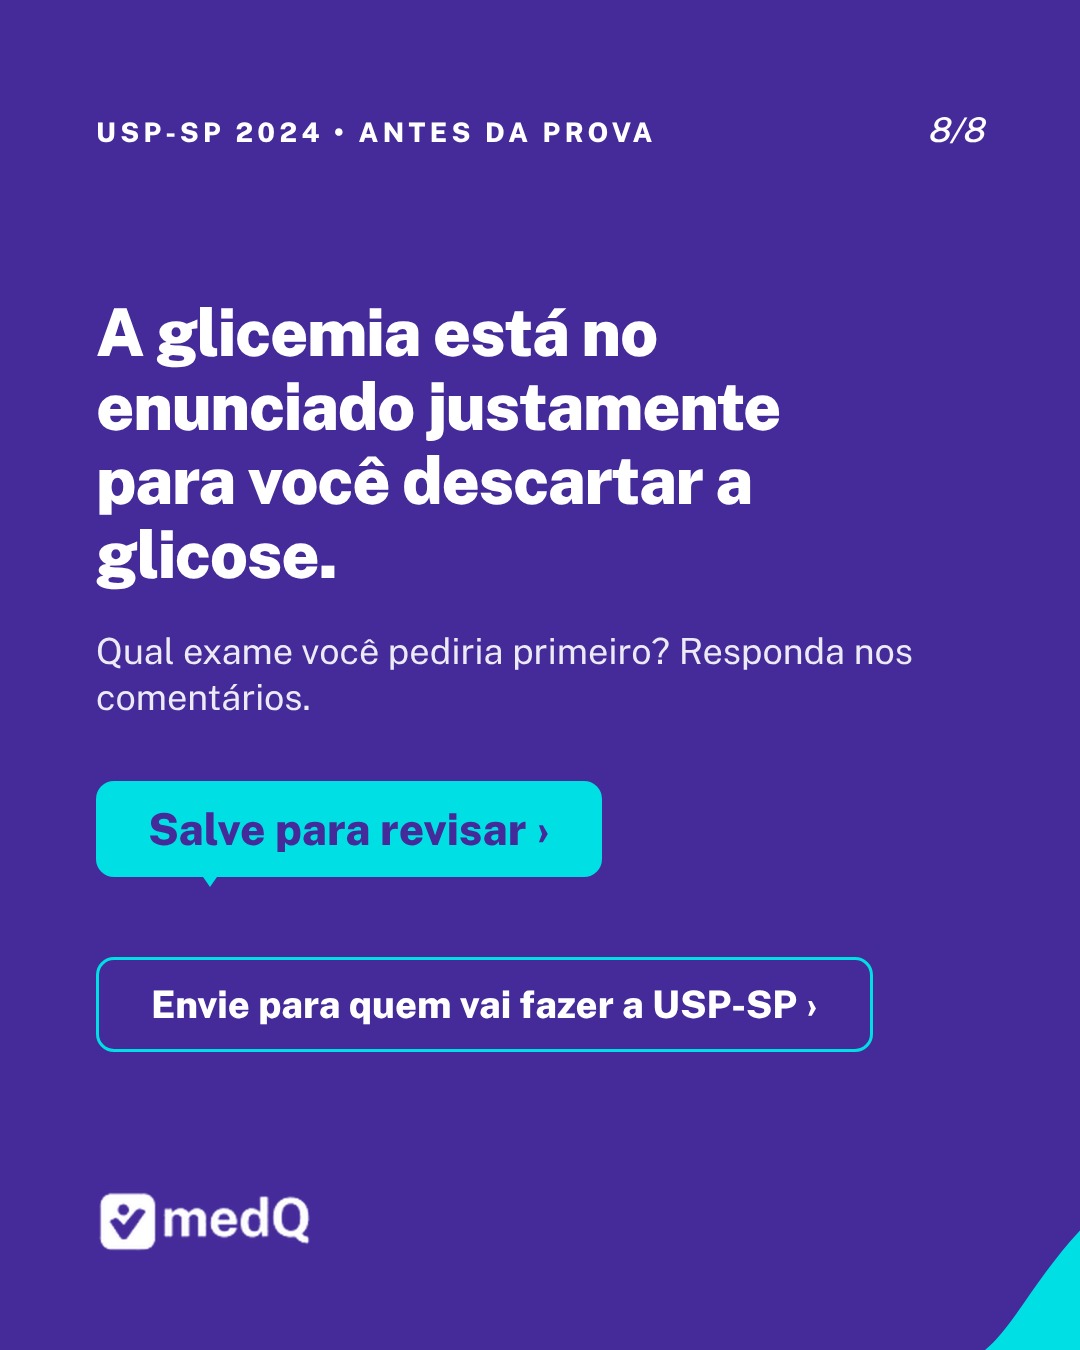 USP-SP 2024 • ANTES DA PROVA
8/8
A glicemia está no
enunciado justamente
para você descartar a
glicose.
Qual exame você pediria primeiro? Responda nos
comentários.
Salve para revisar ›
Envie para quem vai fazer a USP-SP ›
medQ